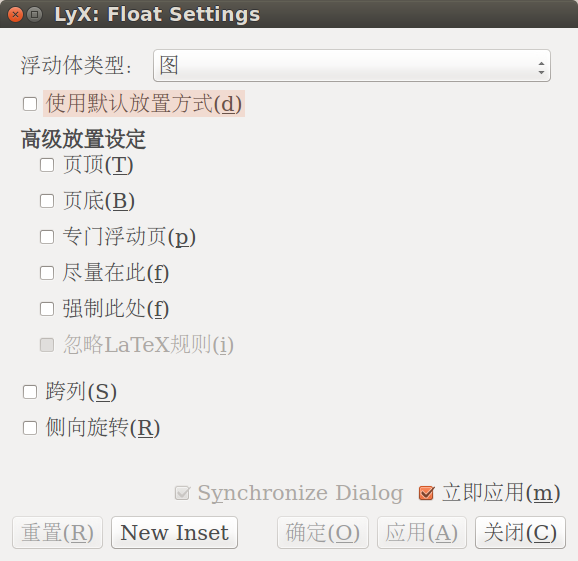 LyX: Float Settings
浮动体类型: 图
使用默认放置方式(d)
高级放置设定
页顶(T)
页底(B)
专门浮动页(p)
尽量在此(f)
强制此处(f)
忽略LaTeX规则(i)
跨列(S)
侧向旋转(R)
Synchronize Dialog 立即应用(m)
重置(R) New Inset 确定(O) 应用(A) 关闭(C)